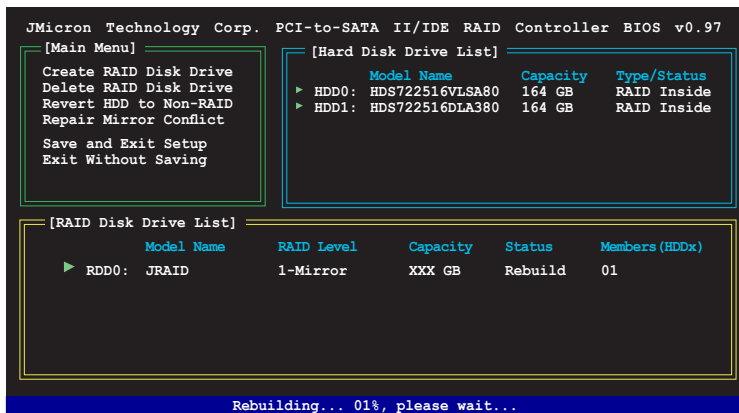 JMicron Technology Corp. PCI-to-SATA II/IDE RAID Controller BIOS v0.97
[Main Menu]
Create RAID Disk Drive
Delete RAID Disk Drive
Revert HDD to Non-RAID
Repair Mirror Conflict
Save and Exit Setup
Exit Without Saving
[Hard Disk Drive List]
Model Name Capacity Type/Status
HDD0: HDS722516VLSA80 164 GB RAID Inside
HDD1: HDS722516DLA380 164 GB RAID Inside
[RAID Disk Drive List]
Model Name RAID Level Capacity Status Members(HDDx)
RDD0: JRAID 1-Mirror XXX GB Rebuild 01
Rebuilding... 01%, please wait...